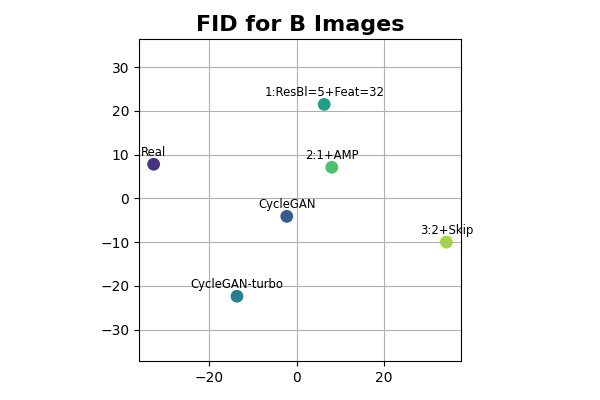 FID for B Images
30
20
10
0
−10
−20
−30
1:ResBl=5+Feat=32
Real
2:1+AMP
CycleGAN
3:2+Skip
CycleGAN-turbo
−20
0
20